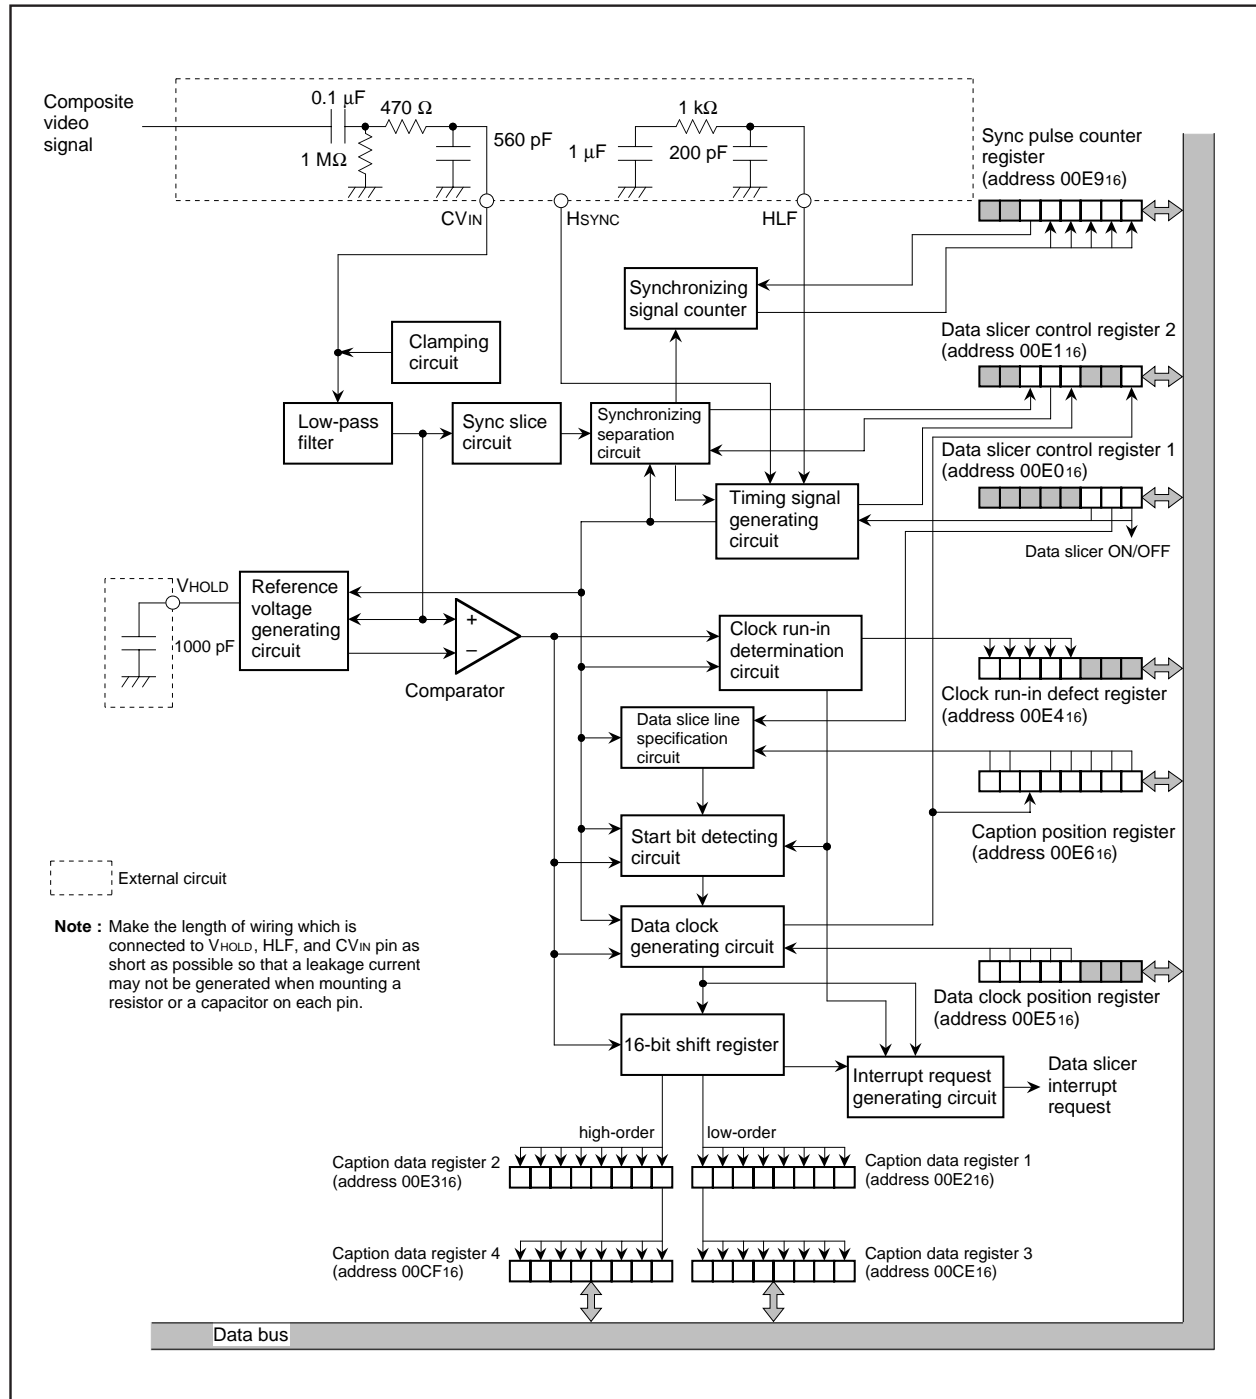 Composite
video
signal
0.1 µF
470 Ω
1 MΩ
560 pF
1 µF
1 kΩ
200 pF
CVIN
HSYNC
HLF
Sync pulse counter
register
(address 00E916)
Synchronizing
signal counter
Clamping
circuit
Data slicer control register 2
(address 00E116)
Low-pass
filter
Sync slice
circuit
Synchronizing
separation
circuit
Data slicer control register 1
(address 00E016)
Timing signal
generating
circuit
Data slicer ON/OFF
VHOLD
1000 pF
Reference
voltage
generating
circuit
+
−
Comparator
Clock run-in
determination
circuit
Clock run-in defect register
(address 00E416)
Data slice line
specification
circuit
Start bit detecting
circuit
Caption position register
(address 00E616)
External circuit
Note : Make the length of wiring which is
connected to VHOLD, HLF, and CVIN pin as
short as possible so that a leakage current
may not be generated when mounting a
resistor or a capacitor on each pin.
Data clock
generating circuit
Data clock position register
(address 00E516)
16-bit shift register
Interrupt request
generating circuit
Data slicer
interrupt
request
high-order
low-order
Caption data register 2
(address 00E316)
Caption data register 1
(address 00E216)
Caption data register 4
(address 00CF16)
Caption data register 3
(address 00CE16)
Data bus